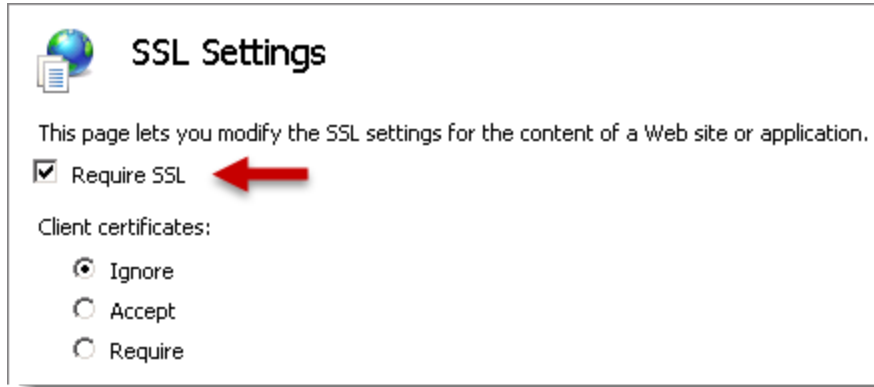 SSL Settings
This page lets you modify the SSL settings for the content of a Web site or application.
Require SSL
Client certificates:
Ignore
Accept
Require